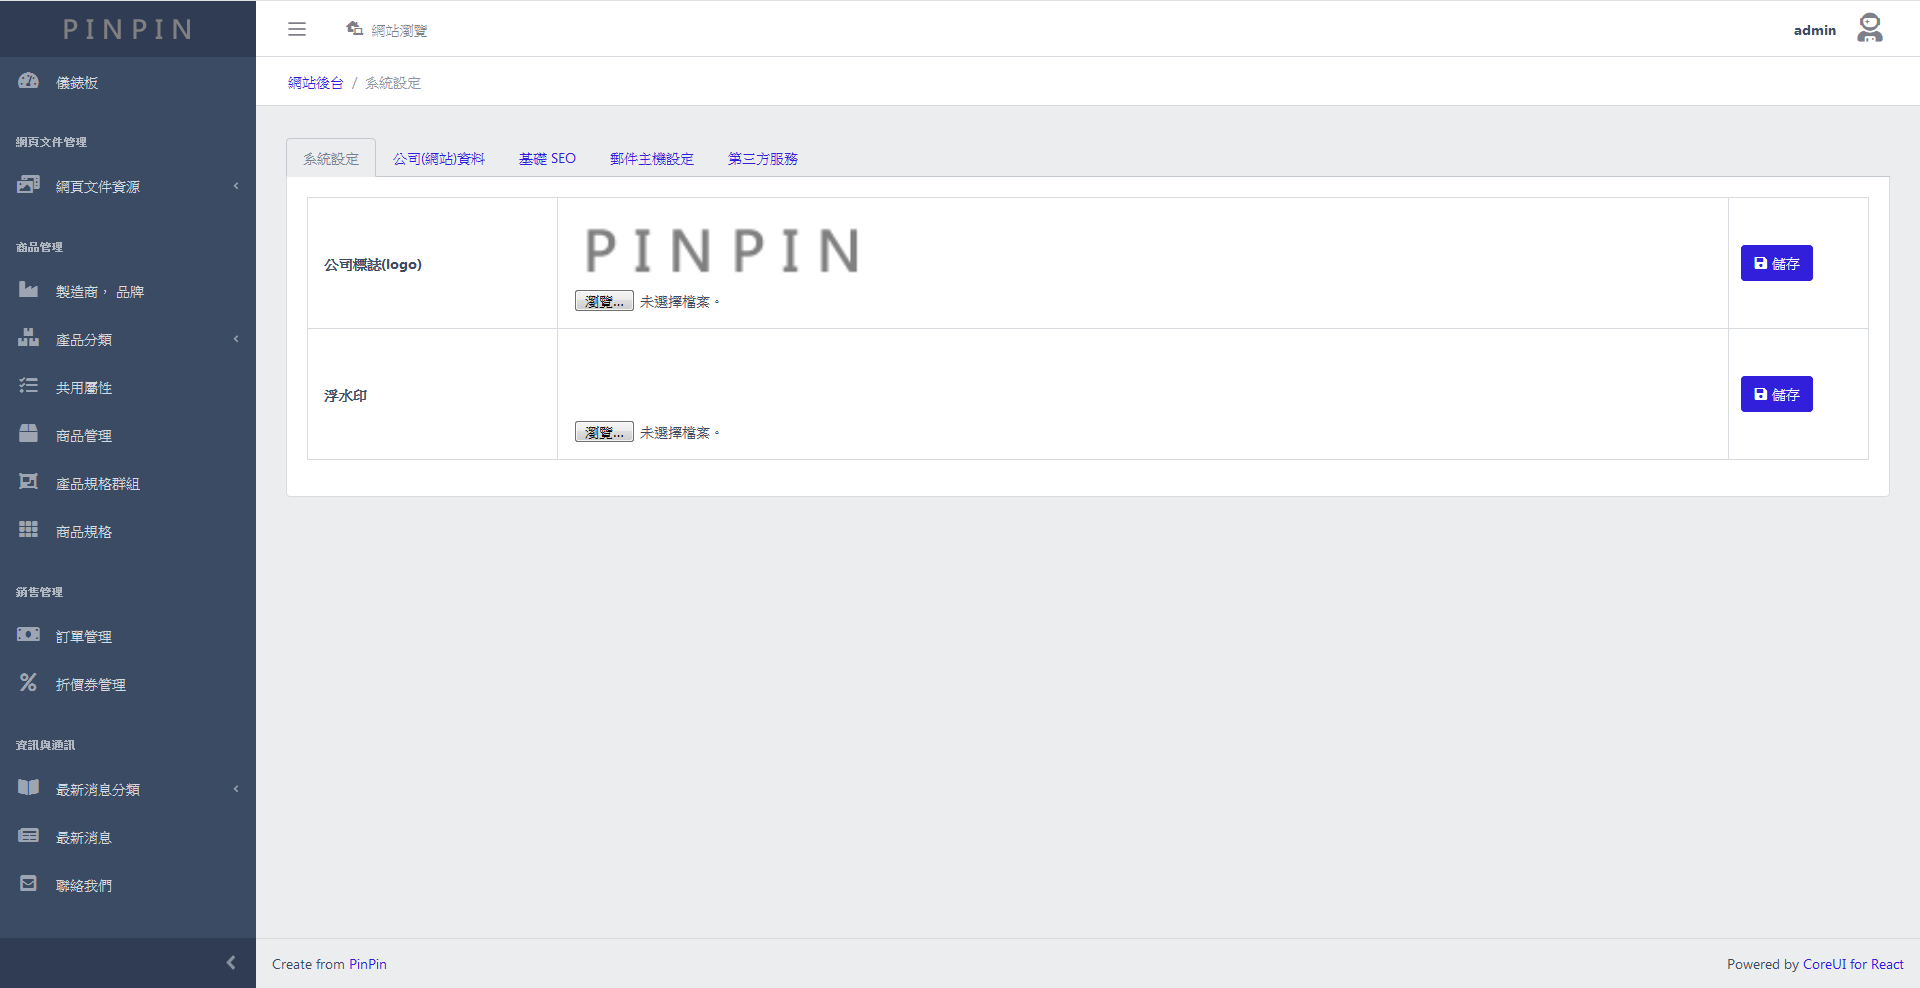 PINPIN
網站瀏覽
admin
儀錶板
網站後台 / 系統設定
網頁文件管理
網頁文件資源
商品管理
製造商， 品牌
產品分類
共用屬性
商品管理
產品規格群組
商品規格
銷售管理
訂單管理
折價券管理
資訊與通訊
最新消息分類
最新消息
聯絡我們
系統設定
公司(網站)資料
基礎 SEO
郵件主機設定
第三方服務
公司標誌(logo)
PINPIN
瀏覽... 未選擇檔案。
儲存
浮水印
瀏覽... 未選擇檔案。
儲存
Create from PinPin
Powered by CoreUI for React